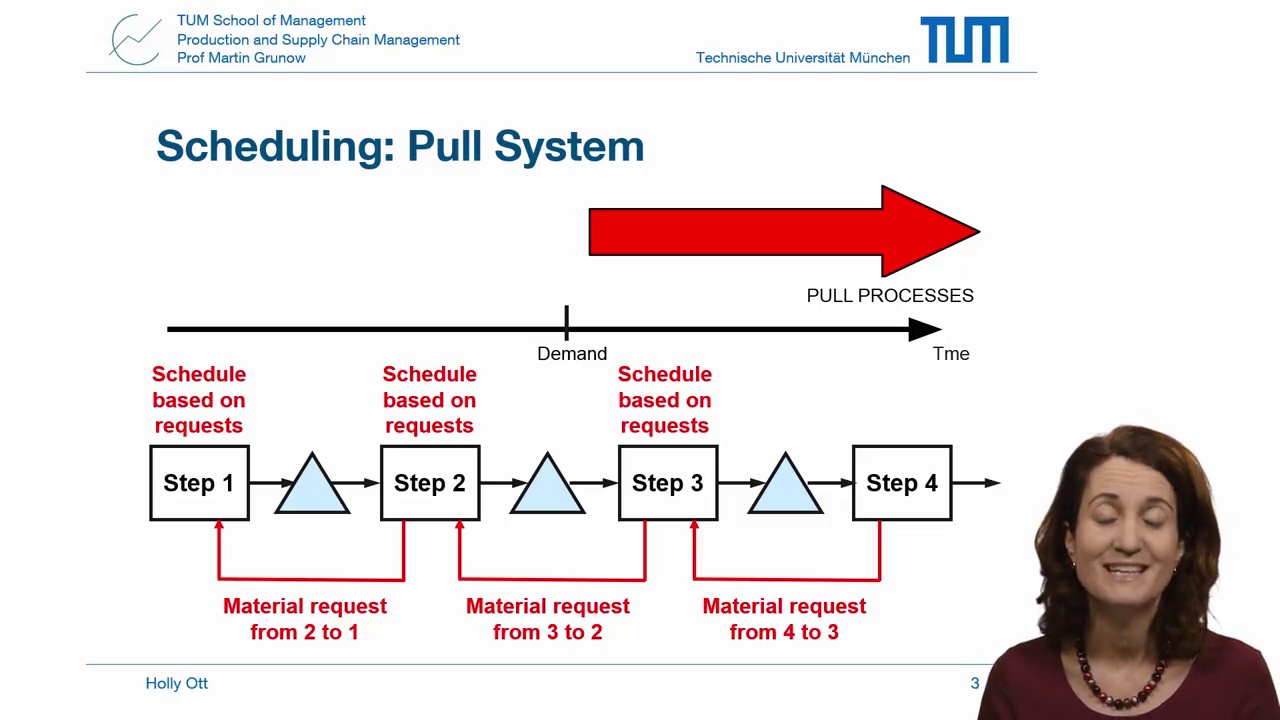 TUM School of Management
Production and Supply Chain Management
Prof Martin Grunow
Technische Universität München
TUM
Scheduling: Pull System
PULL PROCESSES
Demand
Tme
Schedule
based on
requests
Schedule
based on
requests
Schedule
based on
requests
Step 1
Step 2
Step 3
Step 4
Material request
from 2 to 1
Material request
from 3 to 2
Material request
from 4 to 3
Holly Ott
3